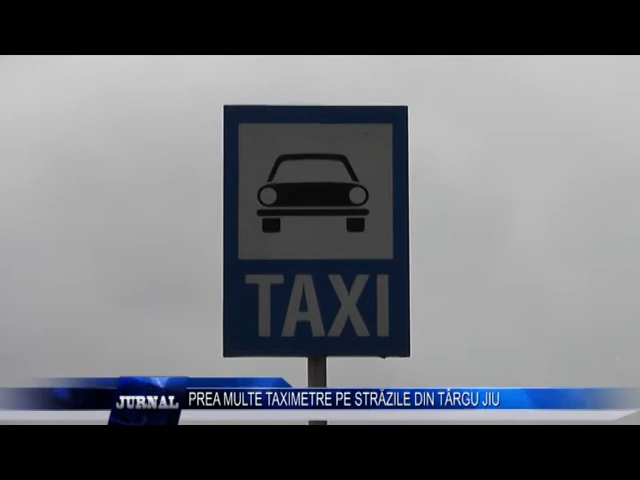 TAXI
JURNAL
PREA MULTE TAXIMETRE PE STRĂZILE DIN TÂRGU JIU